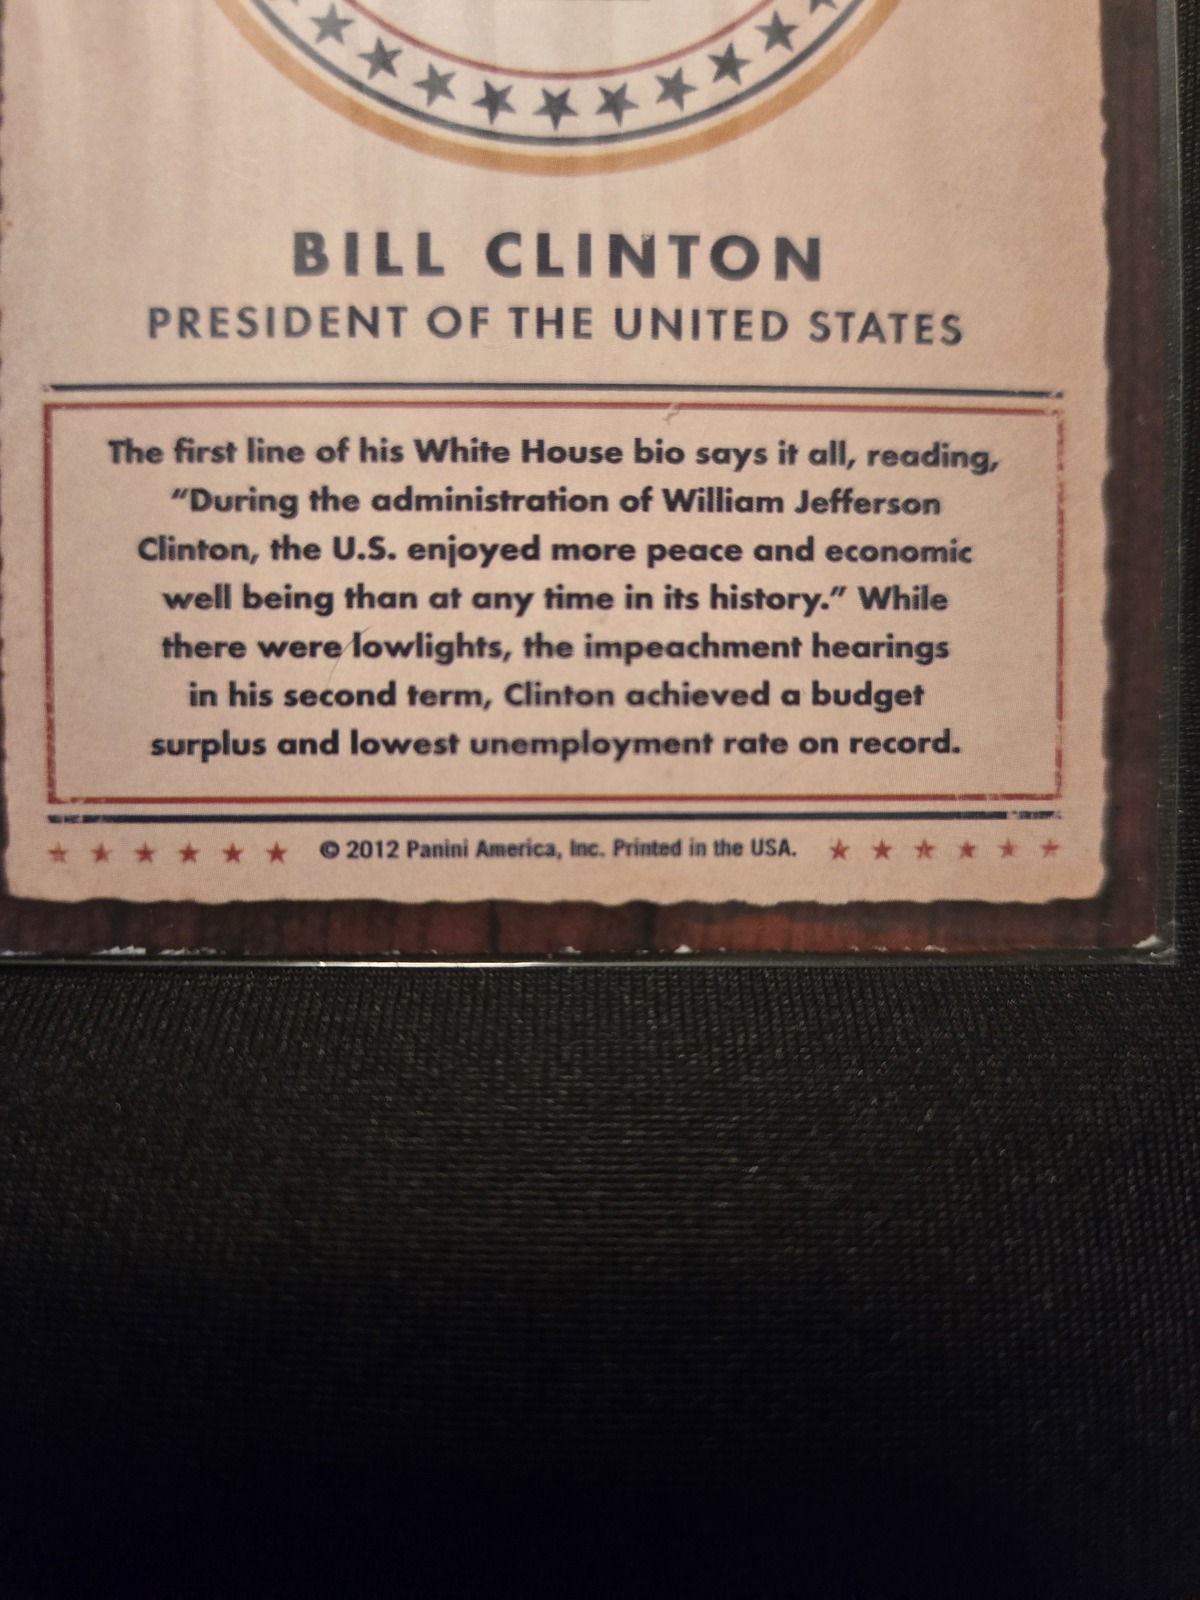 BILL CLINTON
PRESIDENT OF THE UNITED STATES
The first line of his White House bio says it all, reading,
“During the administration of William Jefferson
Clinton, the U.S. enjoyed more peace and economic
well being than at any time in its history.” While
there were lowlights, the impeachment hearings
in his second term, Clinton achieved a budget
surplus and lowest unemployment rate on record.
© 2012 Panini America, Inc. Printed in the USA.